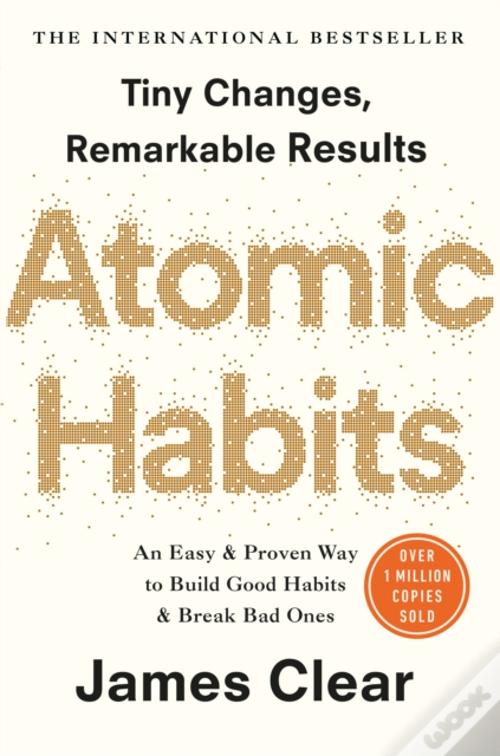 THE INTERNATIONAL BESTSELLER
Tiny Changes,
Remarkable Results
Atomic
Habits
An Easy & Proven Way
to Build Good Habits
& Break Bad Ones
OVER
1 MILLION
COPIES
SOLD
James Clear
wook